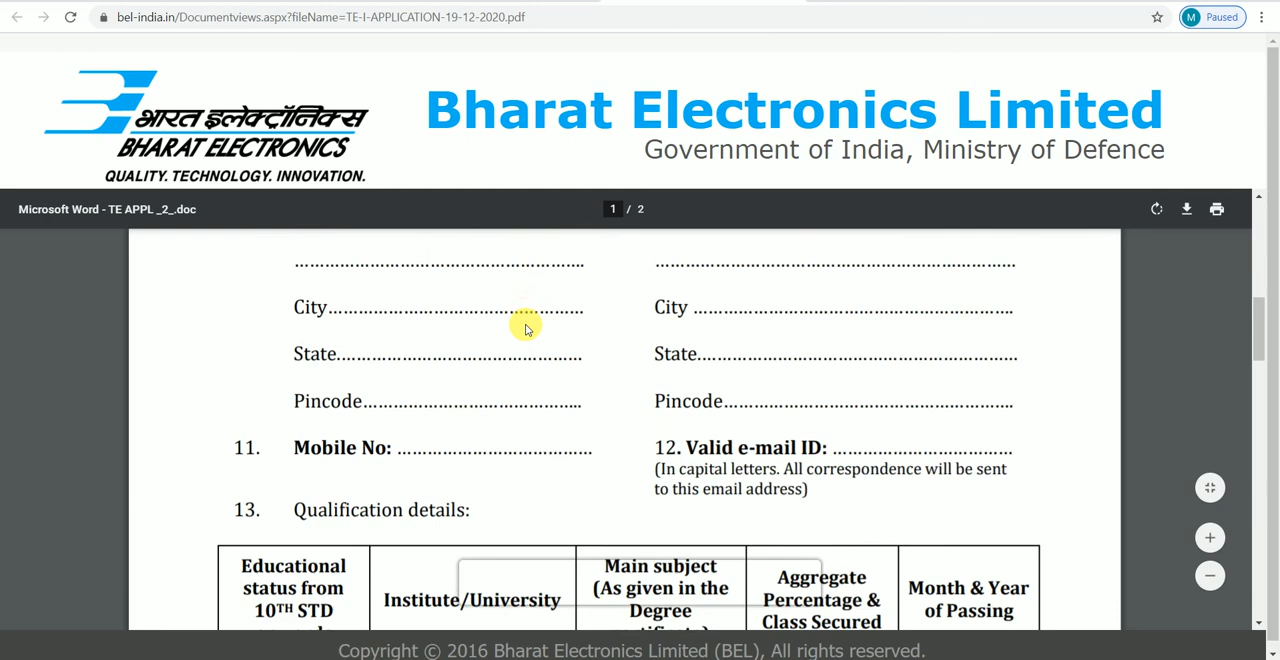 bel-india.in/Documentviews.aspx?fileName=TE-I-APPLICATION-19-12-2020.pdf
M Paused
भारत इलेक्ट्रॉनिक्स
BHARAT ELECTRONICS
QUALITY. TECHNOLOGY. INNOVATION.
Bharat Electronics Limited
Government of India, Ministry of Defence
Microsoft Word - TE APPL _2_.doc
1 / 2
………………………………………………….. ………………………………………………………………
City…………………………………………… City ……………………………………………………….
State………………………………………… State………………………………………………………
Pincode…………………………………….. Pincode………………………………………………….
11. Mobile No: ………………………………… 12. Valid e-mail ID: ………………………………
(In capital letters. All correspondence will be sent
to this email address)
13. Qualification details:
Educational
status from
10TH STD
Institute/University
Main subject
(As given in the
Degree
Aggregate
Percentage &
Class Secured
Month & Year
of Passing
Copyright © 2016 Bharat Electronics Limited (BEL), All rights reserved.